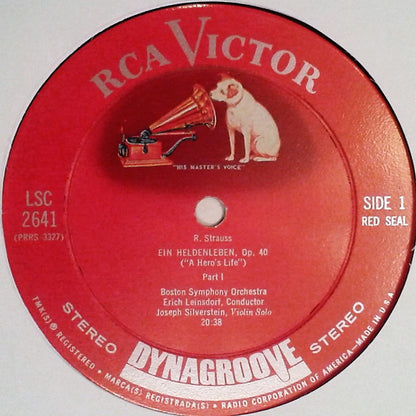 RCA VICTOR
"HIS MASTER'S VOICE"
LSC
2641
(PRRS-3327)
SIDE 1
RED SEAL
R. Strauss
EIN HELDENLEBEN, Op. 40
("A Hero's Life")
Part I
Boston Symphony Orchestra
Erich Leinsdorf, Conductor
Joseph Silverstein, Violin Solo
20:38
STEREO
DYNAGROOVE
STEREO
TMK(S) ® REGISTERED • MARCA(S) REGISTRADA(S) • RADIO CORPORATION OF AMERICA—MADE IN U.S.A.